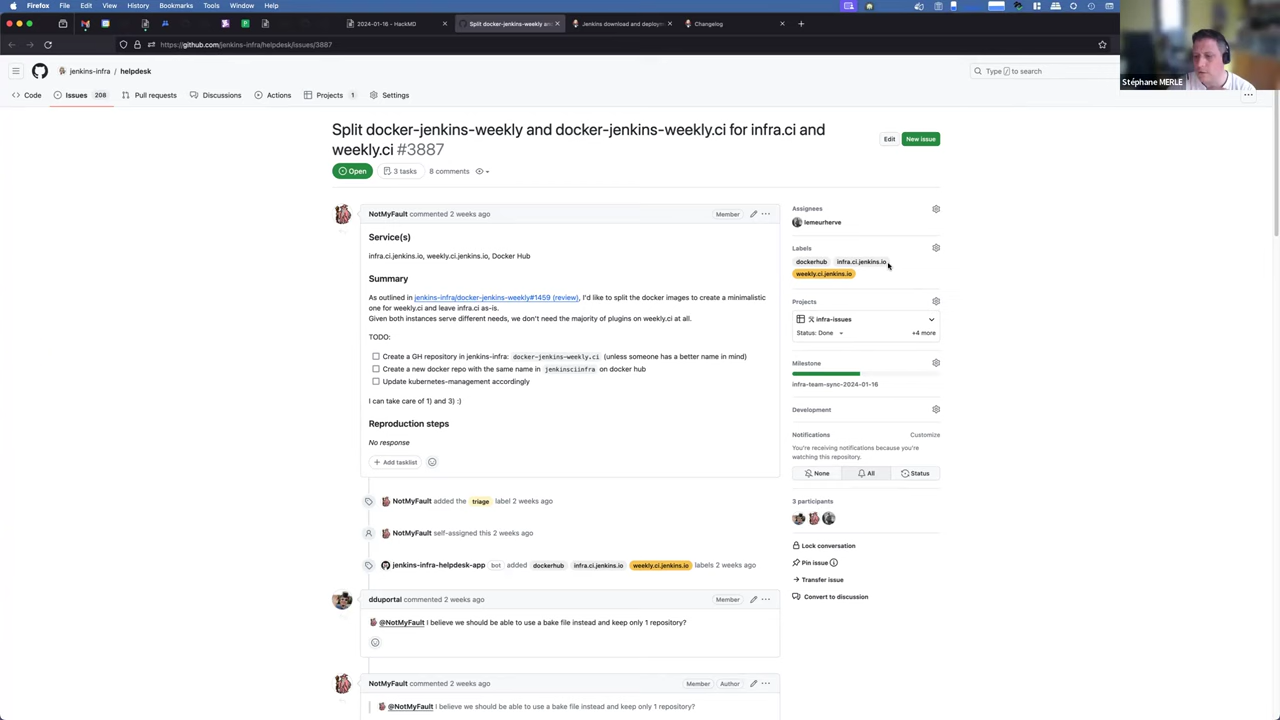 Firefox File Edit View History Bookmarks Tools Window Help
2024-01-16 - HackMD
Split docker-jenkins-weekly and
Jenkins download and deploym
Changelog
https://github.com/jenkins-infra/helpdesk/issues/3887
Stéphane MERLE
jenkins-infra / helpdesk
Type / to search
Code
Issues 208
Pull requests
Discussions
Actions
Projects 1
Settings
Split docker-jenkins-weekly and docker-jenkins-weekly.ci for infra.ci and
weekly.ci #3887
Edit
New issue
Open
3 tasks
8 comments
NotMyFault commented 2 weeks ago
Member
Service(s)
infra.ci.jenkins.io, weekly.ci.jenkins.io, Docker Hub
Summary
As outlined in jenkins-infra/docker-jenkins-weekly#1459 (review), I'd like to split the docker images to create a minimalistic
one for weekly.ci and leave infra.ci as-is.
Given both instances serve different needs, we don't need the majority of plugins on weekly.ci at all.
TODO:
Create a GH repository in jenkins-infra: docker-jenkins-weekly.ci (unless someone has a better name in mind)
Create a new docker repo with the same name in jenkinsciinfra on docker hub
Update kubernetes-management accordingly
I can take care of 1) and 3) :)
Reproduction steps
No response
Add tasklist
NotMyFault added the triage label 2 weeks ago
NotMyFault self-assigned this 2 weeks ago
jenkins-infra-helpdesk-app bot added dockerhub infra.ci.jenkins.io weekly.ci.jenkins.io labels 2 weeks ago
dduportal commented 2 weeks ago
Member
@NotMyFault I believe we should be able to use a bake file instead and keep only 1 repository?
NotMyFault commented 2 weeks ago
Member
Author
@NotMyFault I believe we should be able to use a bake file instead and keep only 1 repository?
Assignees
lemeurherve
Labels
dockerhub
infra.ci.jenkins.io
weekly.ci.jenkins.io
Projects
infra-issues
Status: Done
+4 more
Milestone
infra-team-sync-2024-01-16
Development
Notifications
Customize
You're receiving notifications because you're
watching this repository.
None
All
Status
3 participants
Lock conversation
Pin issue
Transfer issue
Convert to discussion